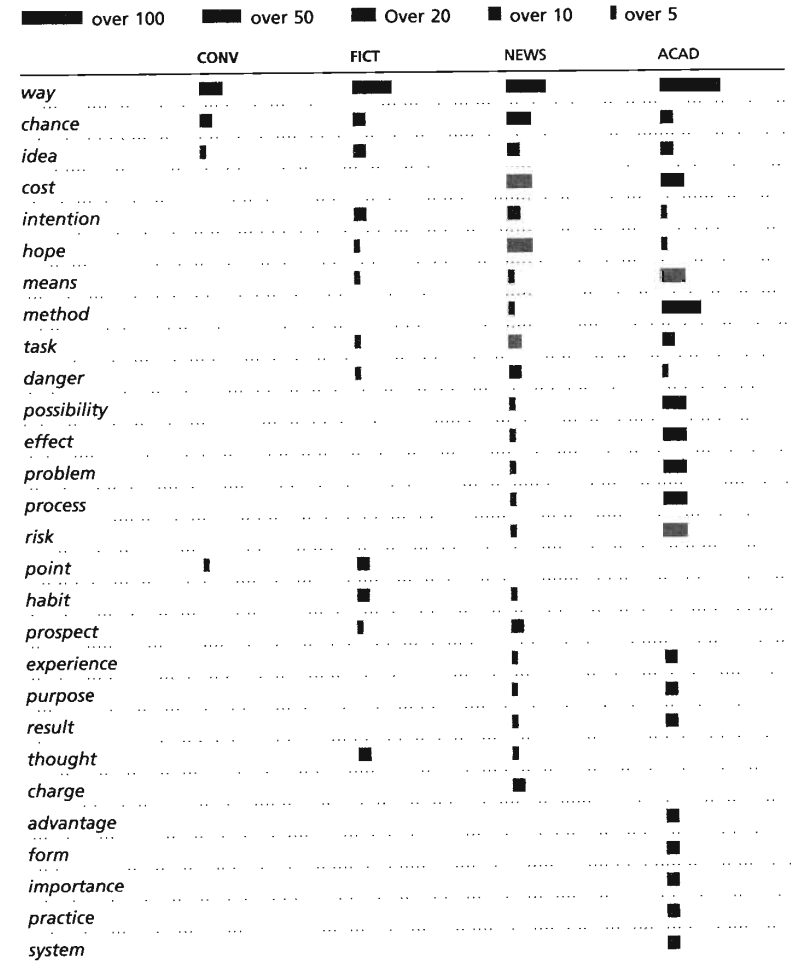 over 100 over 50 Over 20 over 10 over 5
CONV FICT NEWS ACAD
way
chance
idea
cost
intention
hope
means
method
task
danger
possibility
effect
problem
process
risk
point
habit
prospect
experience
purpose
result
thought
charge
advantage
form
importance
practice
system